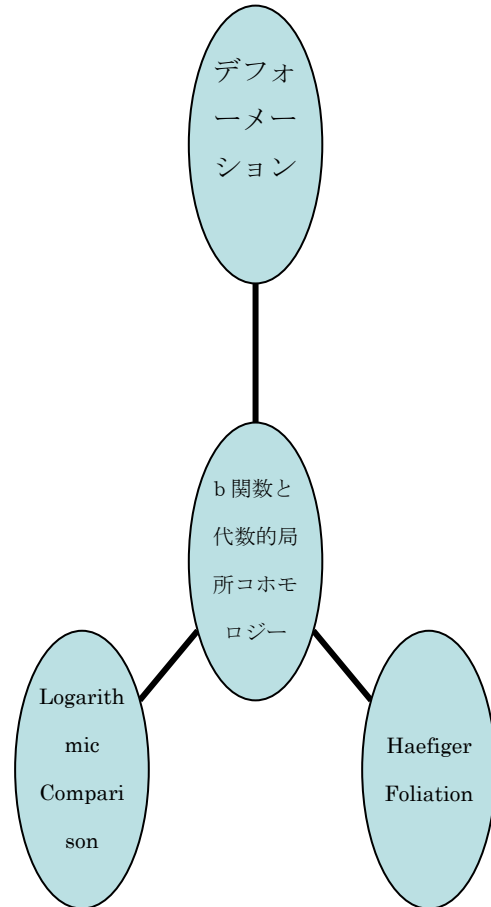 デフォ
ーメー
ション
b 関数と
代数的局
所コホモ
ロジー
Logarith
mic
Compari
son
Haefiger
Foliation